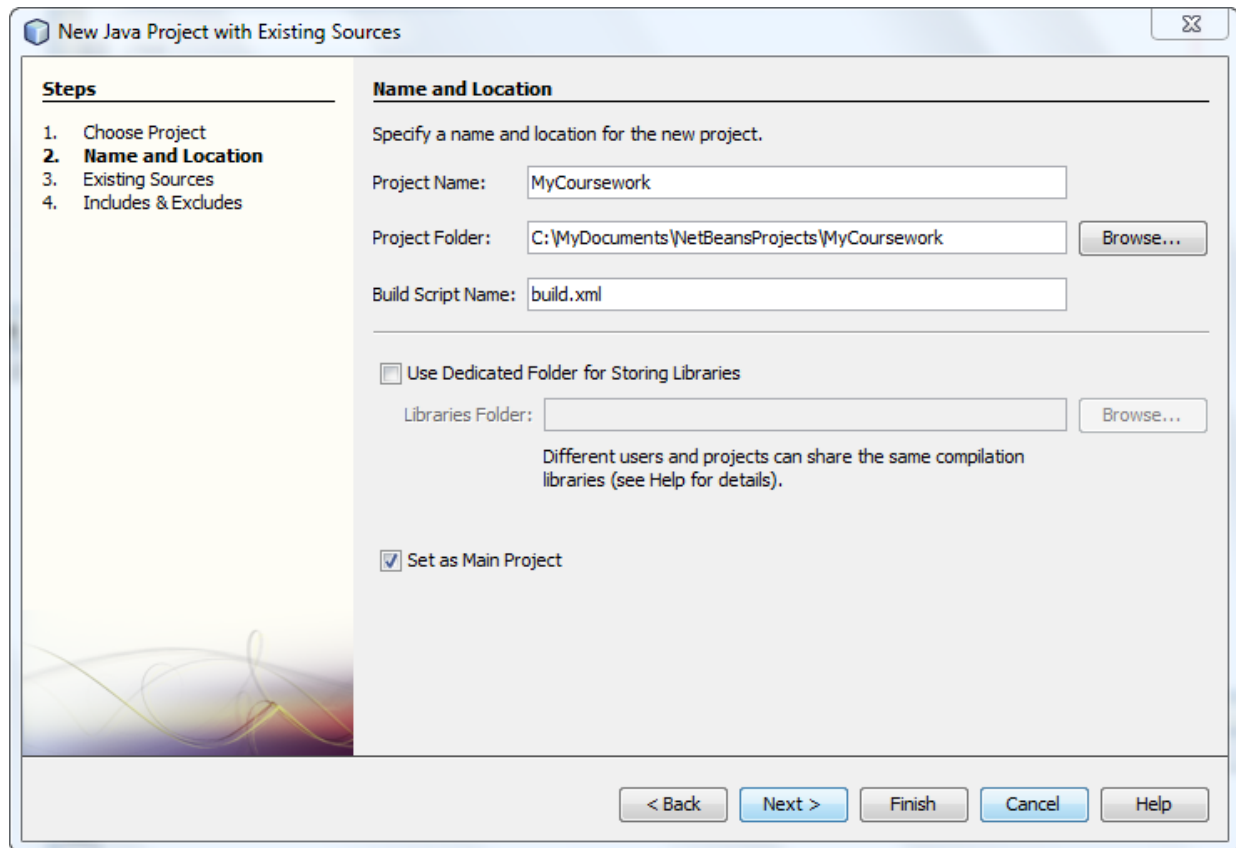 New Java Project with Existing Sources
Steps
1. Choose Project
2. Name and Location
3. Existing Sources
4. Includes & Excludes
Name and Location
Specify a name and location for the new project.
Project Name: MyCoursework
Project Folder: C:\MyDocuments\NetBeansProjects\MyCoursework Browse...
Build Script Name: build.xml
Use Dedicated Folder for Storing Libraries
Libraries Folder: Browse...
Different users and projects can share the same compilation
libraries (see Help for details).
Set as Main Project
< Back Next > Finish Cancel Help